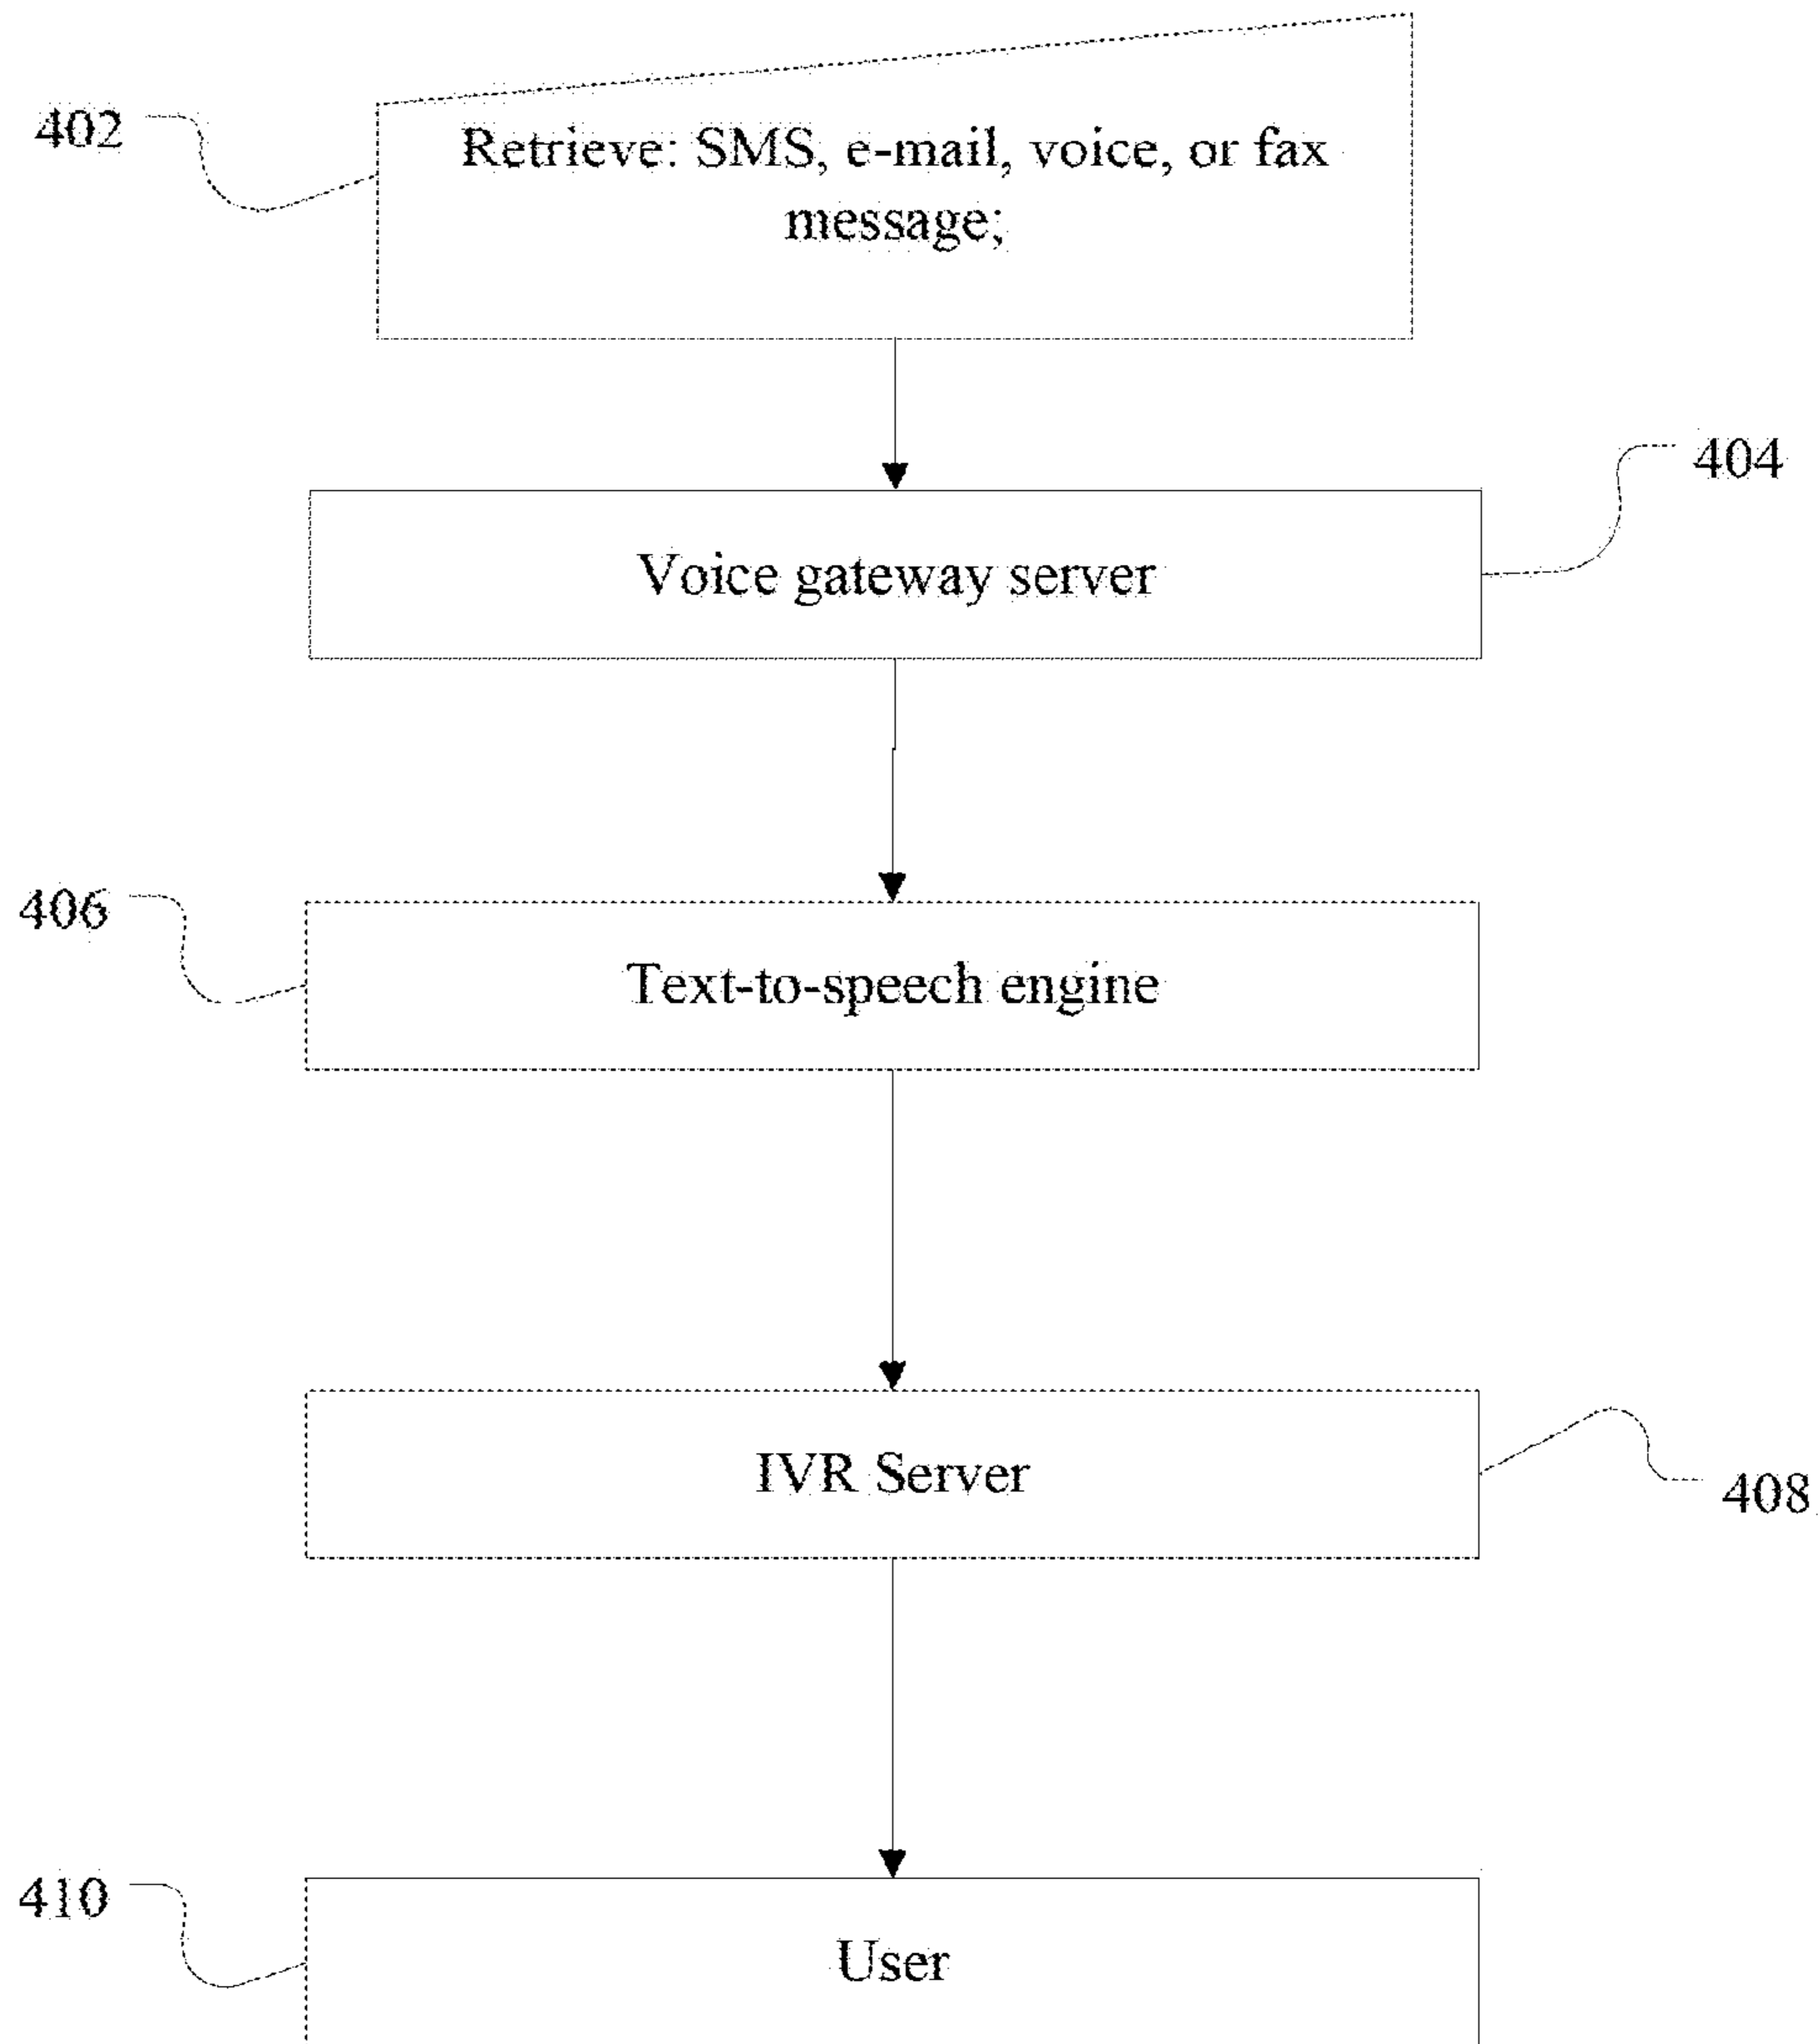 402
Retrieve: SMS, e-mail, voice, or fax
message;
404
Voice gateway server
406
Text-to-speech engine
IVR Server
408
410
User